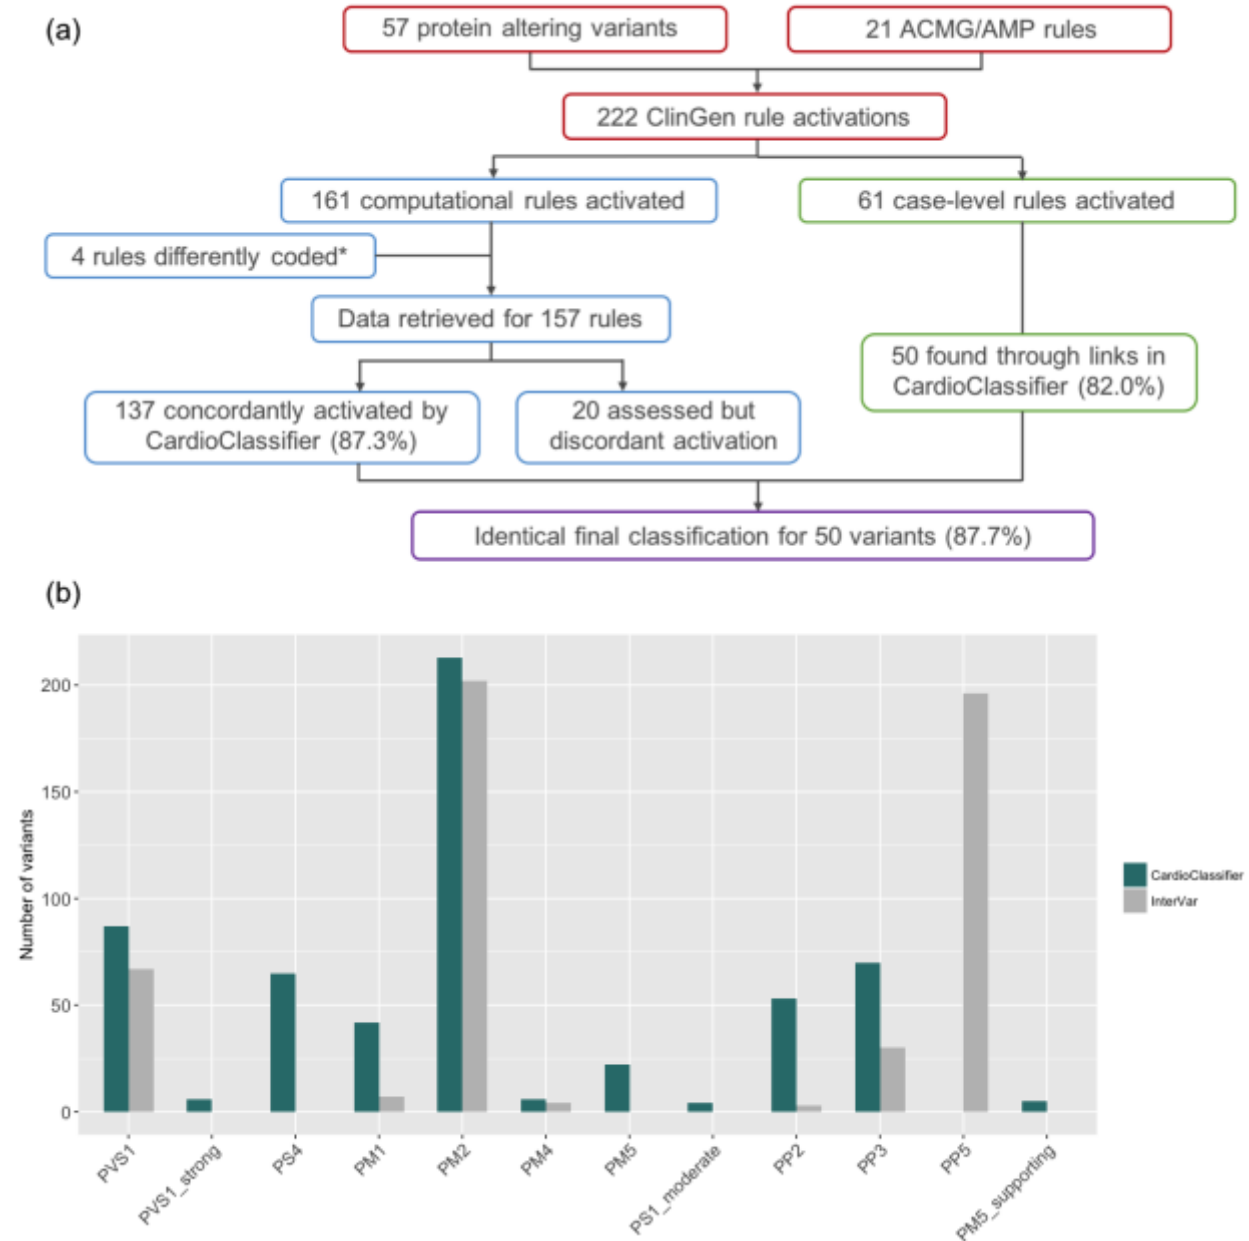 (a)
57 protein altering variants
21 ACMG/AMP rules
222 ClinGen rule activations
161 computational rules activated
61 case-level rules activated
4 rules differently coded*
Data retrieved for 157 rules
50 found through links in
CardioClassifier (82.0%)
137 concordantly activated by
CardioClassifier (87.3%)
20 assessed but
discordant activation
Identical final classification for 50 variants (87.7%)
(b)
Number of variants
200
150
100
50
0
PVS1
PVS1_strong
PS4
PM1
PM2
PM4
PM5
PS1_moderate
PP2
PP3
PP5
PM5_supporting
CardioClassifier
InterVar